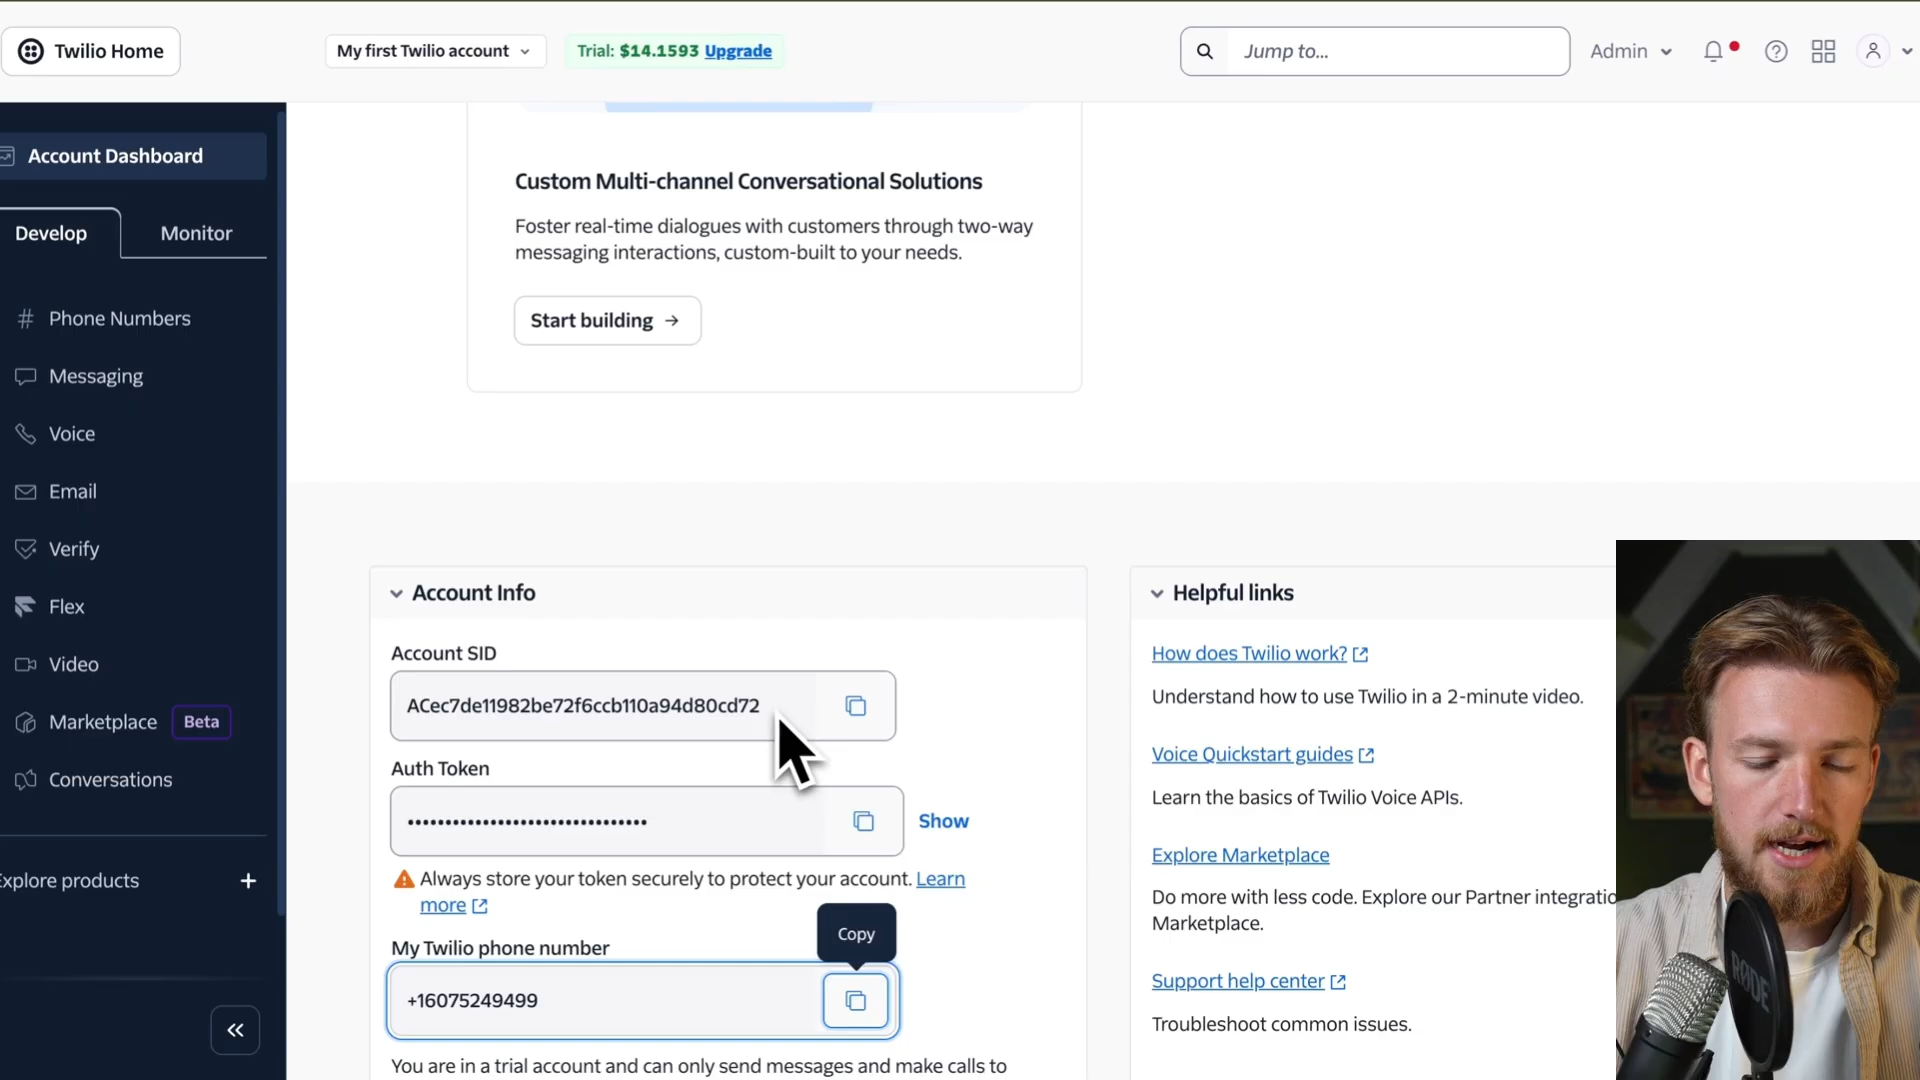 Twilio Home
My first Twilio account
Trial: $14.1593 Upgrade
Jump to...
Admin
Account Dashboard
Develop
Monitor
Phone Numbers
Messaging
Voice
Email
Verify
Flex
Video
Marketplace Beta
Conversations
Explore products
Custom Multi-channel Conversational Solutions
Foster real-time dialogues with customers through two-way
messaging interactions, custom-built to your needs.
Start building →
Account Info
Account SID
ACec7de11982be72f6ccb110a94d80cd72
Auth Token
••••••••••••••••••••••••••••••••
Show
Always store your token securely to protect your account. Learn
more
Copy
My Twilio phone number
+16075249499
You are in a trial account and can only send messages and make calls to
Helpful links
How does Twilio work?
Understand how to use Twilio in a 2-minute video.
Voice Quickstart guides
Learn the basics of Twilio Voice APIs.
Explore Marketplace
Do more with less code. Explore our Partner integratio
Marketplace.
Support help center
Troubleshoot common issues.
RØDE